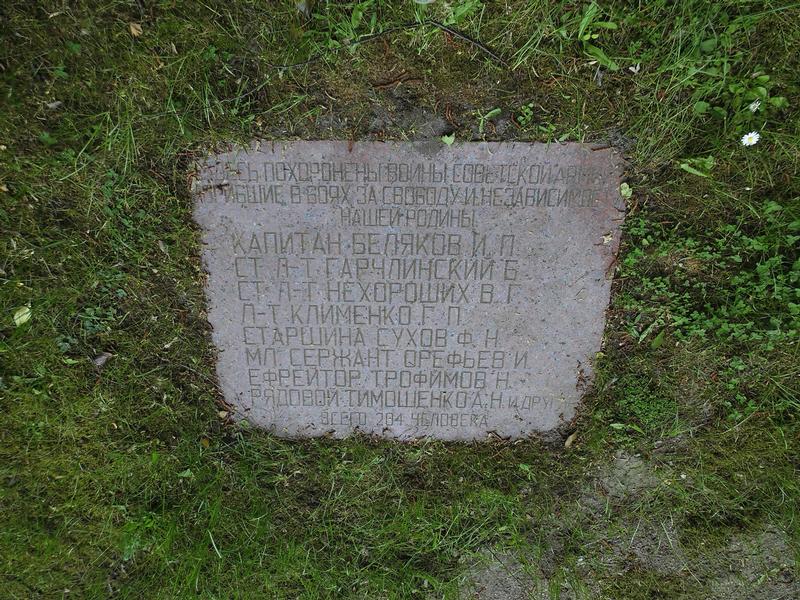 ЗДЕСЬ ПОХОРОНЕНЫ ВОИНЫ СОВЕТСКОЙ АРМИИ
ПОГИБШИЕ В БОЯХ ЗА СВОБОДУ И НЕЗАВИСИМОСТЬ
НАШЕЙ РОДИНЫ
КАПИТАН БЕЛЯКОВ И. П.
СТ. Л-Т ГАРЧЛИНСКИЙ Б.
СТ. Л-Т НЕХОРОШИХ В. Г.
Л-Т КЛИМЕНКО Г. П.
СТАРШИНА СУХОВ Ф. Н.
МЛ. СЕРЖАНТ ОРЕФЬЕВ И.
ЕФРЕЙТОР ТРОФИМОВ Н.
РЯДОВОЙ ТИМОШЕНКО А. Н. И ДРУГ.
ВСЕГО 204 ЧЕЛОВЕКА